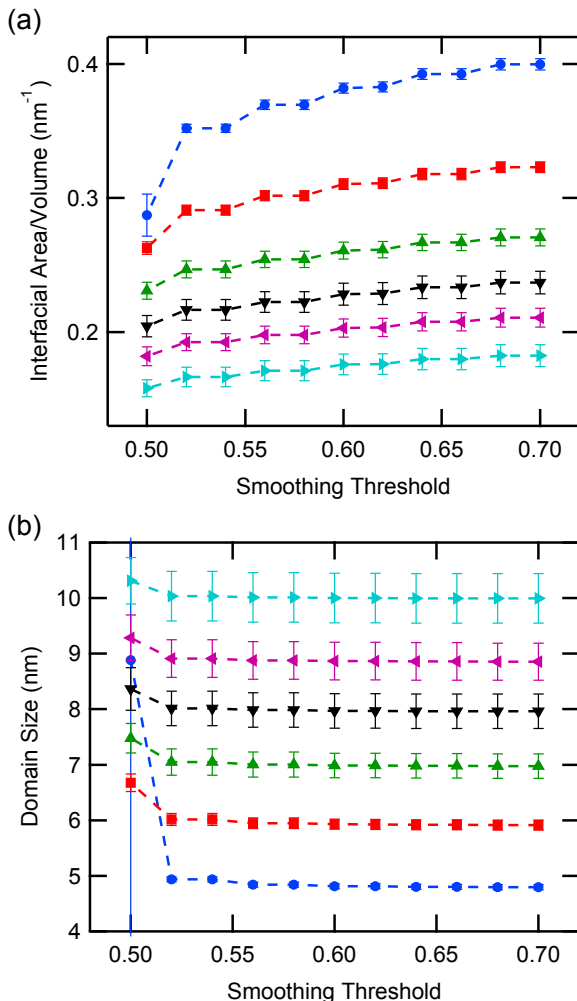 (a)
0.4
0.3
0.2
Interfacial Area/Volume (nm⁻¹)
0.50 0.55 0.60 0.65 0.70
Smoothing Threshold
(b)
11
10
9
8
7
6
5
4
Domain Size (nm)
0.50 0.55 0.60 0.65 0.70
Smoothing Threshold